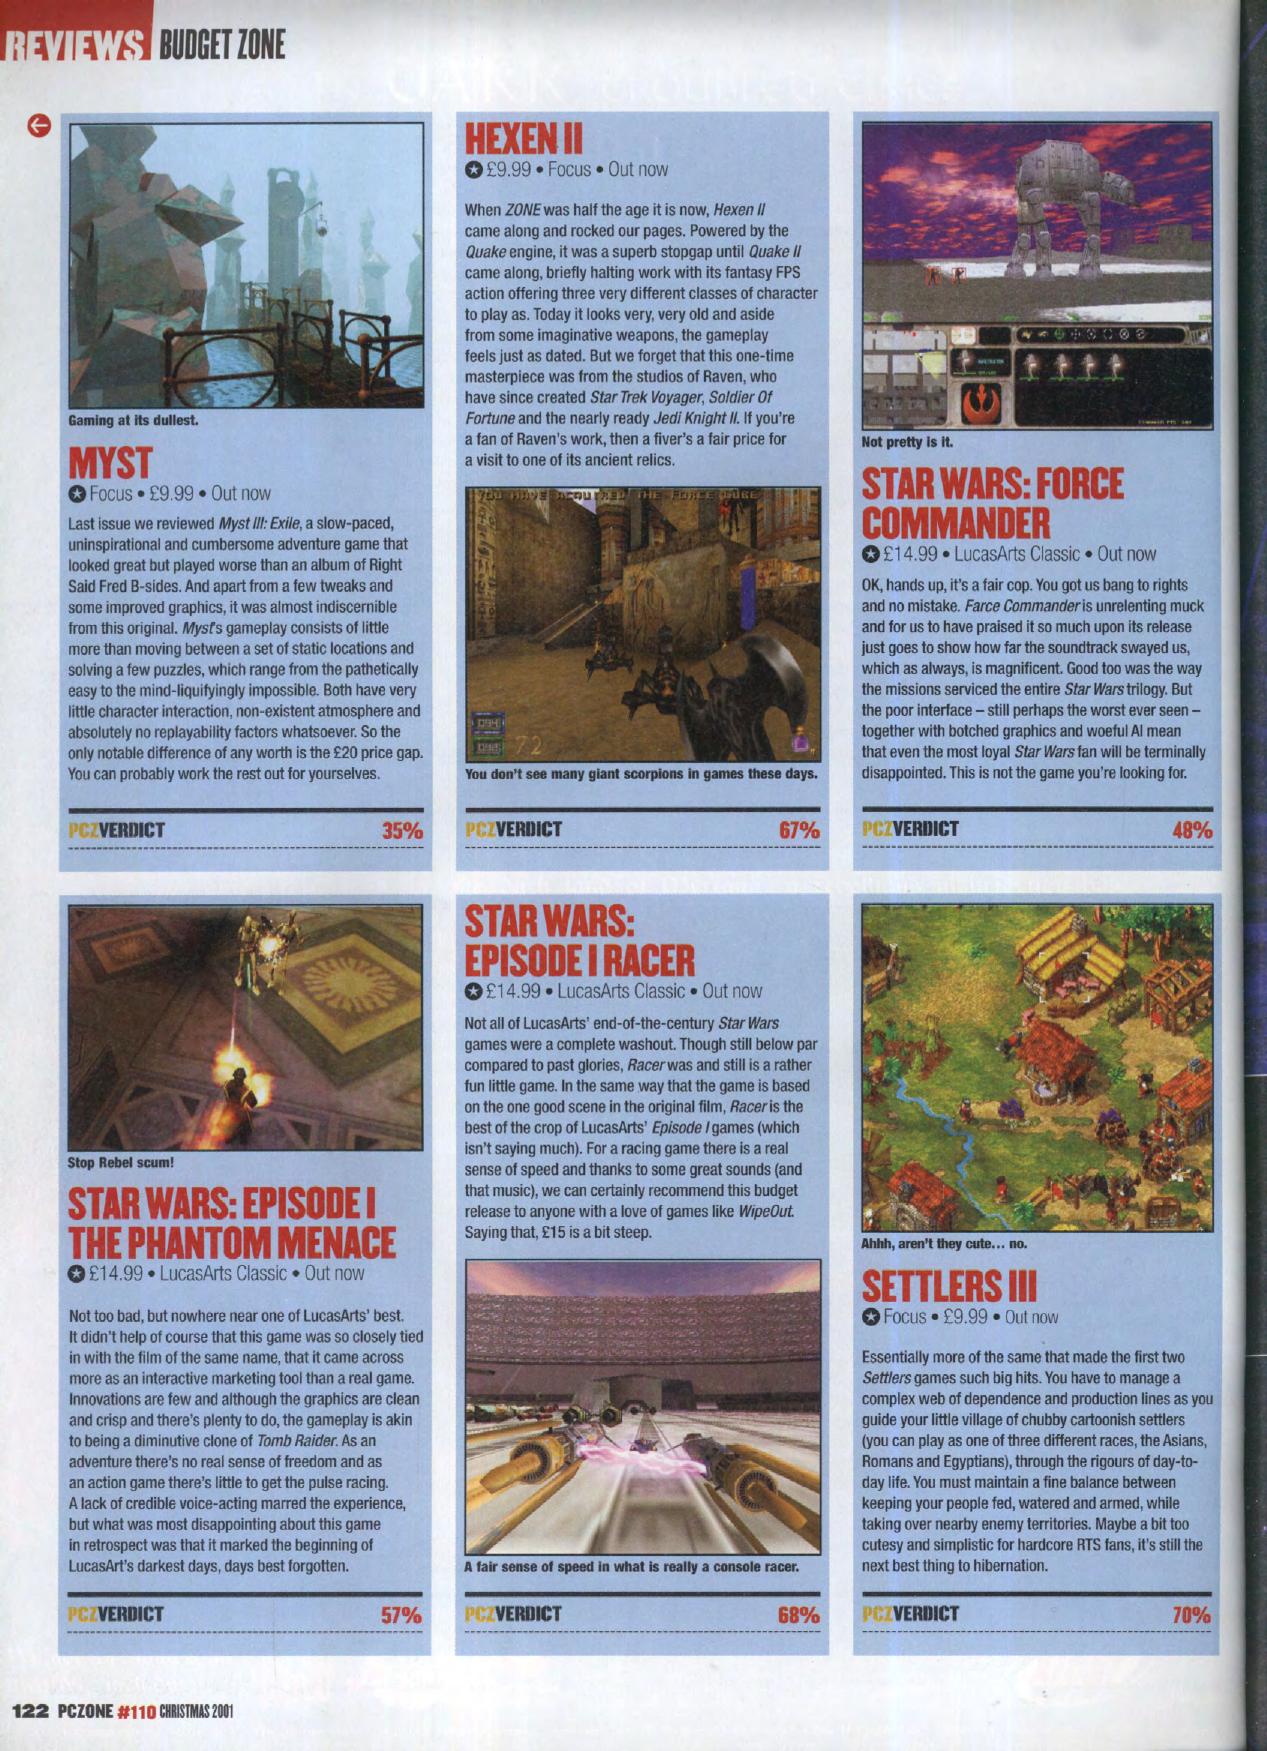 REVIEWS BUDGET ZONE
Gaming at its dullest.
MYST
Focus • £9.99 • Out now
Last issue we reviewed Myst III: Exile, a slow-paced,
uninspirational and cumbersome adventure game that
looked great but played worse than an album of Right
Said Fred B-sides. And apart from a few tweaks and
some improved graphics, it was almost indiscernible
from this original. Myst's gameplay consists of little
more than moving between a set of static locations and
solving a few puzzles, which range from the pathetically
easy to the mind-liquifyingly impossible. Both have very
little character interaction, non-existent atmosphere and
absolutely no replayability factors whatsoever. So the
only notable difference of any worth is the £20 price gap.
You can probably work the rest out for yourselves.
PCZVERDICT 35%
HEXEN II
£9.99 • Focus • Out now
When ZONE was half the age it is now, Hexen II
came along and rocked our pages. Powered by the
Quake engine, it was a superb stopgap until Quake II
came along, briefly halting work with its fantasy FPS
action offering three very different classes of character
to play as. Today it looks very, very old and aside
from some imaginative weapons, the gameplay
feels just as dated. But we forget that this one-time
masterpiece was from the studios of Raven, who
have since created Star Trek Voyager, Soldier Of
Fortune and the nearly ready Jedi Knight II. If you're
a fan of Raven's work, then a fiver's a fair price for
a visit to one of its ancient relics.
YOU HAVE ACQUIRED THE FORCE CUBE
72
You don't see many giant scorpions in games these days.
PCZVERDICT 67%
Not pretty is it.
STAR WARS: FORCE
COMMANDER
£14.99 • LucasArts Classic • Out now
OK, hands up, it's a fair cop. You got us bang to rights
and no mistake. Farce Commander is unrelenting muck
and for us to have praised it so much upon its release
just goes to show how far the soundtrack swayed us,
which as always, is magnificent. Good too was the way
the missions serviced the entire Star Wars trilogy. But
the poor interface – still perhaps the worst ever seen –
together with botched graphics and woeful AI mean
that even the most loyal Star Wars fan will be terminally
disappointed. This is not the game you're looking for.
PCZVERDICT 48%
Stop Rebel scum!
STAR WARS: EPISODE I
THE PHANTOM MENACE
£14.99 • LucasArts Classic • Out now
Not too bad, but nowhere near one of LucasArts' best.
It didn't help of course that this game was so closely tied
in with the film of the same name, that it came across
more as an interactive marketing tool than a real game.
Innovations are few and although the graphics are clean
and crisp and there's plenty to do, the gameplay is akin
to being a diminutive clone of Tomb Raider. As an
adventure there's no real sense of freedom and as
an action game there's little to get the pulse racing.
A lack of credible voice-acting marred the experience,
but what was most disappointing about this game
in retrospect was that it marked the beginning of
LucasArt's darkest days, days best forgotten.
PCZVERDICT 57%
STAR WARS:
EPISODE I RACER
£14.99 • LucasArts Classic • Out now
Not all of LucasArts' end-of-the-century Star Wars
games were a complete washout. Though still below par
compared to past glories, Racer was and still is a rather
fun little game. In the same way that the game is based
on the one good scene in the original film, Racer is the
best of the crop of LucasArts' Episode I games (which
isn't saying much). For a racing game there is a real
sense of speed and thanks to some great sounds (and
that music), we can certainly recommend this budget
release to anyone with a love of games like WipeOut.
Saying that, £15 is a bit steep.
A fair sense of speed in what is really a console racer.
PCZVERDICT 68%
Ahhh, aren't they cute... no.
SETTLERS III
Focus • £9.99 • Out now
Essentially more of the same that made the first two
Settlers games such big hits. You have to manage a
complex web of dependence and production lines as you
guide your little village of chubby cartoonish settlers
(you can play as one of three different races, the Asians,
Romans and Egyptians), through the rigours of day-to-
day life. You must maintain a fine balance between
keeping your people fed, watered and armed, while
taking over nearby enemy territories. Maybe a bit too
cutesy and simplistic for hardcore RTS fans, it's still the
next best thing to hibernation.
PCZVERDICT 70%
122 PCZONE #110 CHRISTMAS 2001